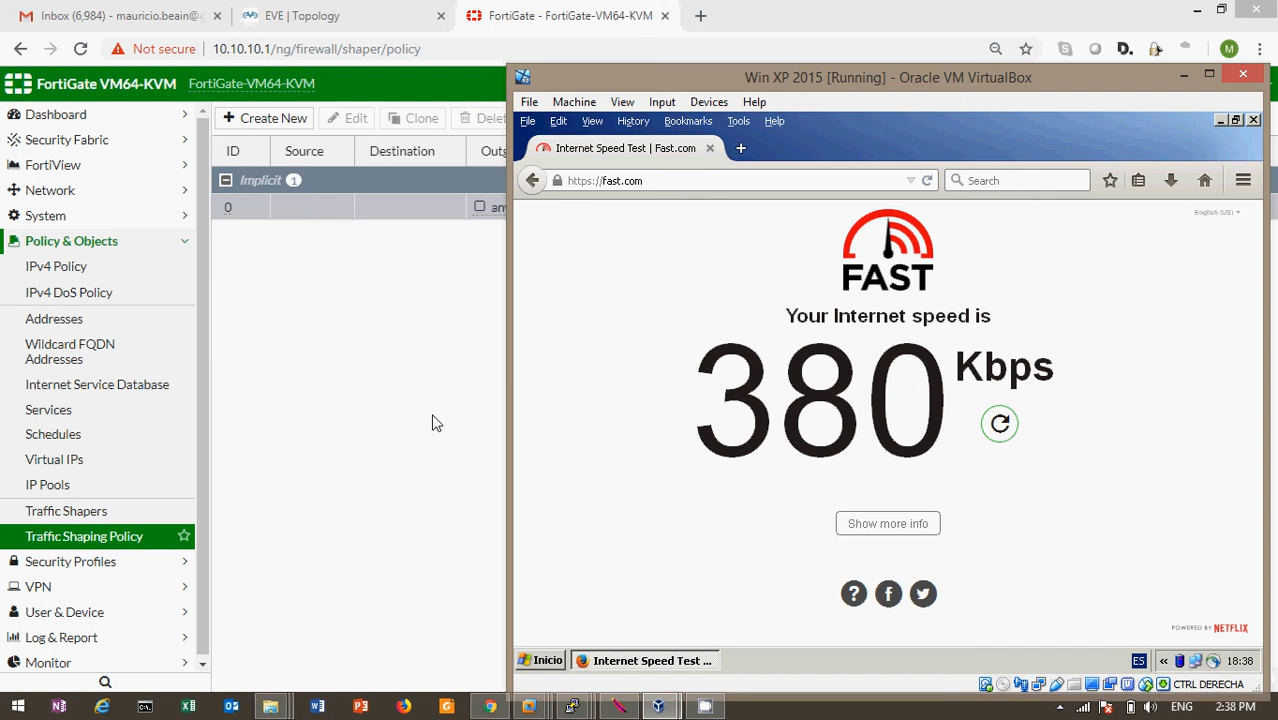 Inbox (6,984) - mauricio.beain@
EVE | Topology
FortiGate - FortiGate-VM64-KVM
Not secure
10.10.10.1/ng/firewall/shaper/policy
D.
M
FortiGate VM64-KVM
FortiGate-VM64-KVM
Dashboard
Security Fabric
FortiView
Network
System
Policy & Objects
IPv4 Policy
IPv4 DoS Policy
Addresses
Wildcard FQDN
Addresses
Internet Service Database
Services
Schedules
Virtual IPs
IP Pools
Traffic Shapers
Traffic Shaping Policy
Security Profiles
VPN
User & Device
Log & Report
Monitor
+ Create New
Edit
Clone
Delet
ID
Source
Destination
Outg
Implicit 1
0
any
Win XP 2015 [Running] - Oracle VM VirtualBox
File Machine View Input Devices Help
File Edit View History Bookmarks Tools Help
Internet Speed Test | Fast.com
https://fast.com
Search
English (US)
FAST
Your Internet speed is
380 Kbps
Show more info
POWERED BY NETFLIX
Inicio
Internet Speed Test ...
ES
18:38
CTRL DERECHA
ENG
2:38 PM